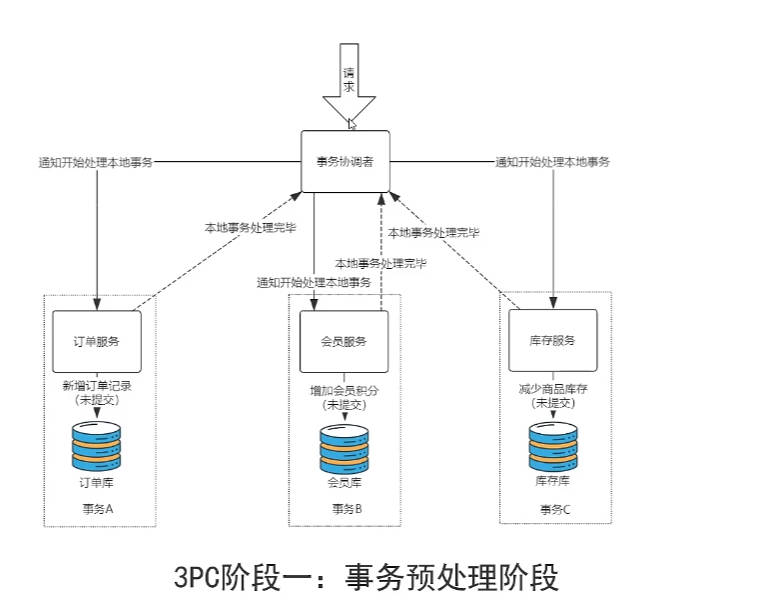 请
求
事务协调者
通知开始处理本地事务
通知开始处理本地事务
本地事务处理完毕
本地事务处理完毕
本地事务处理完毕
通知开始处理本地事务
订单服务
会员服务
库存服务
新增订单记录
(未提交)
增加会员积分
(未提交)
减少商品库存
(未提交)
订单库
会员库
库存库
事务A
事务B
事务C
3PC阶段一：事务预处理阶段